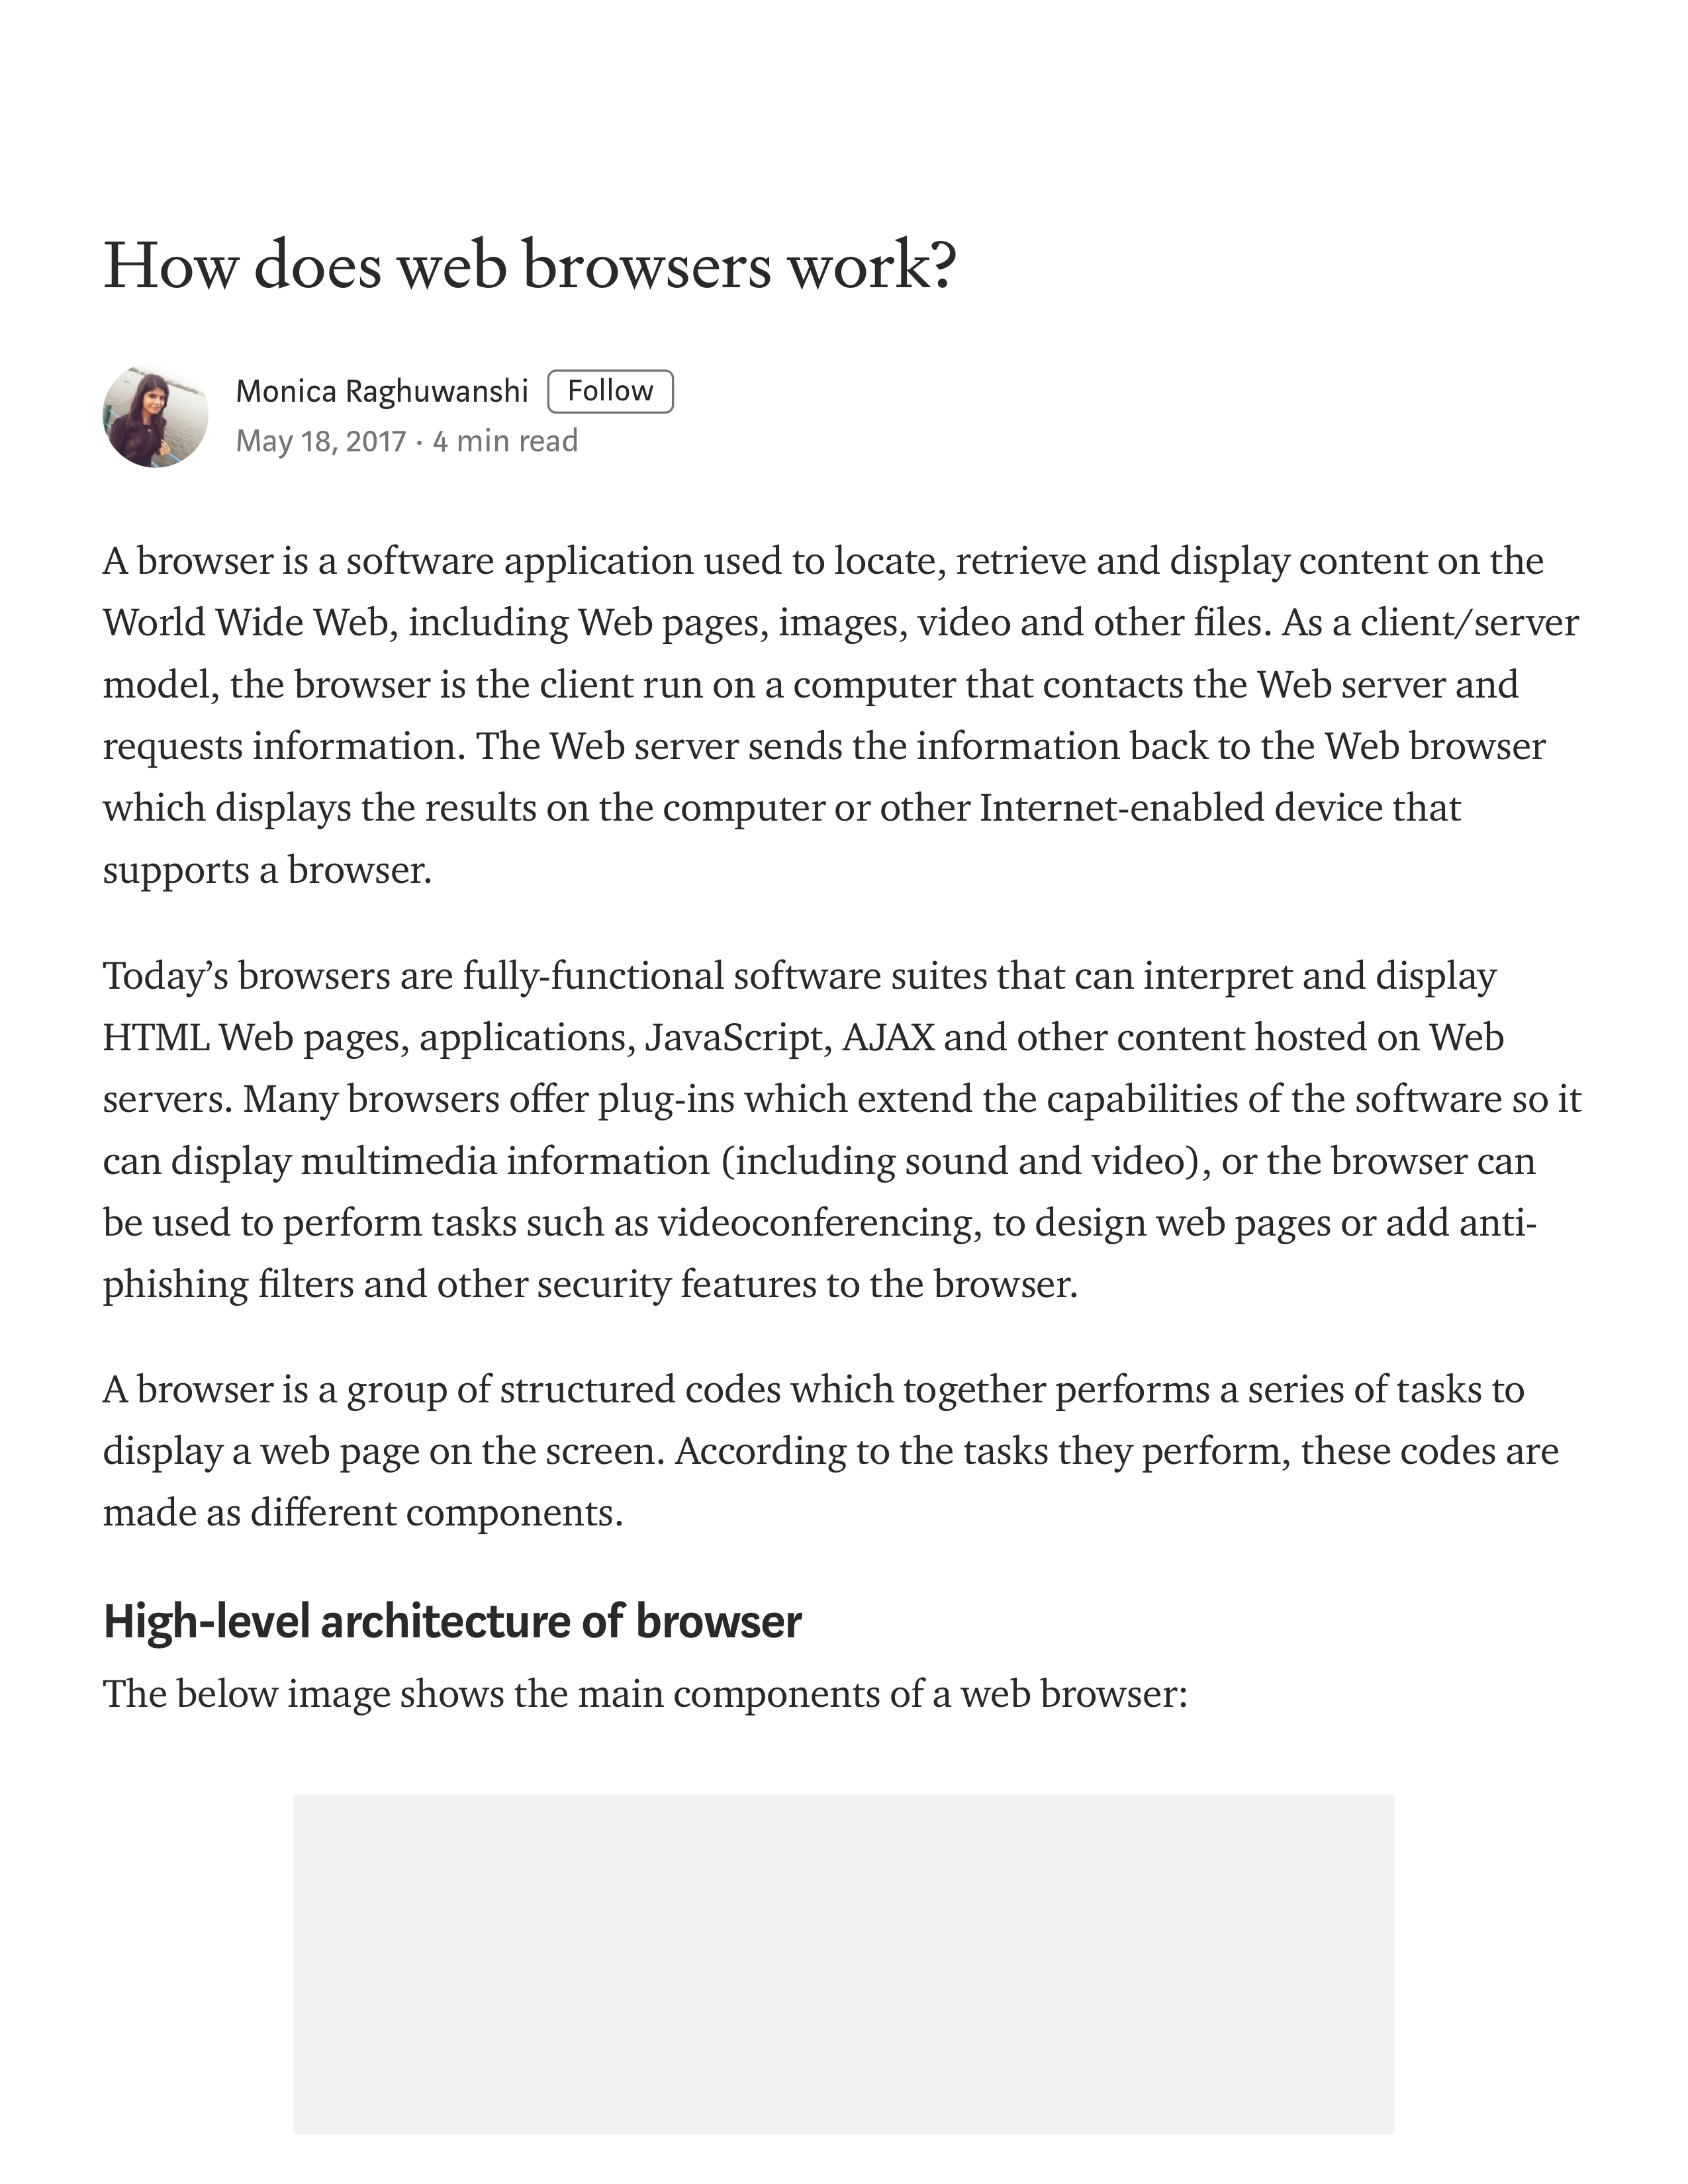 How does web browsers work?
Monica Raghuwanshi Follow
May 18, 2017 · 4 min read
A browser is a software application used to locate, retrieve and display content on the
World Wide Web, including Web pages, images, video and other files. As a client/server
model, the browser is the client run on a computer that contacts the Web server and
requests information. The Web server sends the information back to the Web browser
which displays the results on the computer or other Internet-enabled device that
supports a browser.
Today’s browsers are fully-functional software suites that can interpret and display
HTML Web pages, applications, JavaScript, AJAX and other content hosted on Web
servers. Many browsers offer plug-ins which extend the capabilities of the software so it
can display multimedia information (including sound and video), or the browser can
be used to perform tasks such as videoconferencing, to design web pages or add anti-
phishing filters and other security features to the browser.
A browser is a group of structured codes which together performs a series of tasks to
display a web page on the screen. According to the tasks they perform, these codes are
made as different components.
High-level architecture of browser
The below image shows the main components of a web browser: